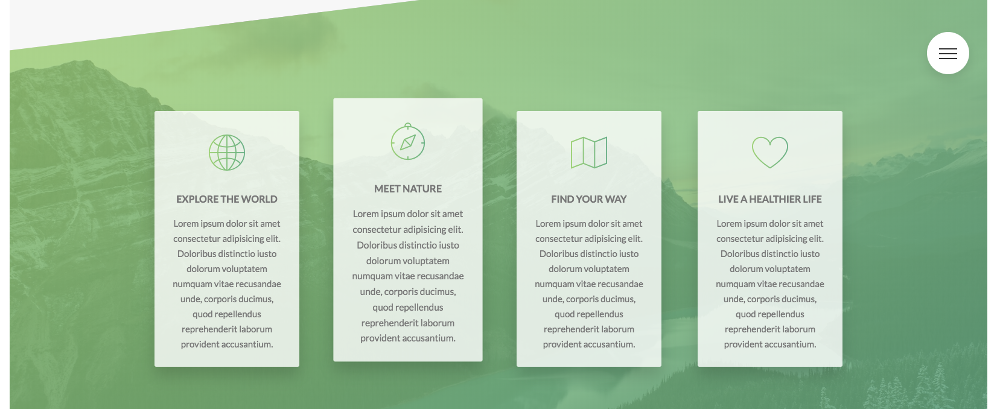 EXPLORE THE WORLD
Lorem ipsum dolor sit amet
consectetur adipisicing elit.
Doloribus distinctio iusto
dolorum voluptatem
numquam vitae recusandae
unde, corporis ducimus,
quod repellendus
reprehenderit laborum
provident accusantium.
MEET NATURE
Lorem ipsum dolor sit amet
consectetur adipisicing elit.
Doloribus distinctio iusto
dolorum voluptatem
numquam vitae recusandae
unde, corporis ducimus,
quod repellendus
reprehenderit laborum
provident accusantium.
FIND YOUR WAY
Lorem ipsum dolor sit amet
consectetur adipisicing elit.
Doloribus distinctio iusto
dolorum voluptatem
numquam vitae recusandae
unde, corporis ducimus,
quod repellendus
reprehenderit laborum
provident accusantium.
LIVE A HEALTHIER LIFE
Lorem ipsum dolor sit amet
consectetur adipisicing elit.
Doloribus distinctio iusto
dolorum voluptatem
numquam vitae recusandae
unde, corporis ducimus,
quod repellendus
reprehenderit laborum
provident accusantium.